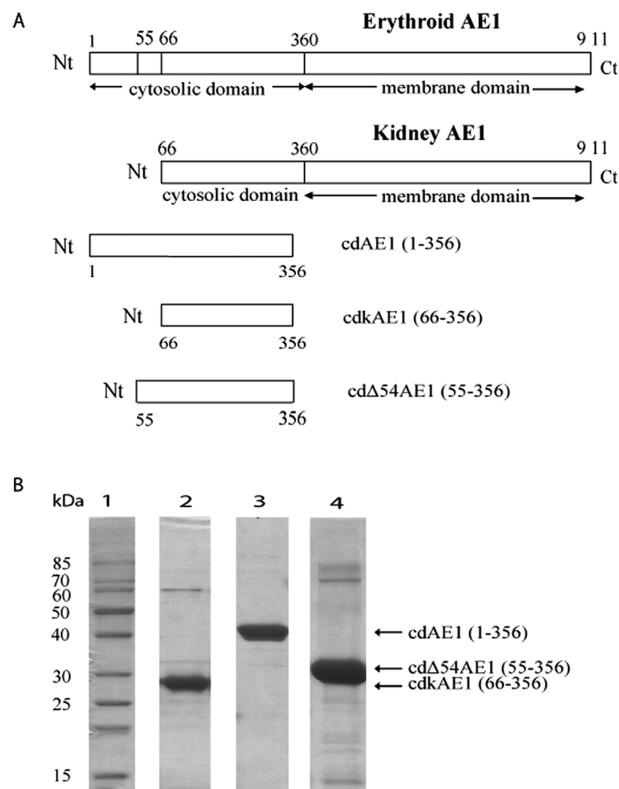 A
Erythroid AE1
1 55 66 360 9 11
Nt Ct
cytosolic domain membrane domain
Kidney AE1
66 360 9 11
Nt Ct
cytosolic domain membrane domain
Nt cdAE1 (1-356)
1 356
Nt cdkAE1 (66-356)
66 356
Nt cdΔ54AE1 (55-356)
55 356
B
kDa 1 2 3 4
85
70
60
50
40 cdAE1 (1-356)
30 cdΔ54AE1 (55-356)
cdkAE1 (66-356)
25
15